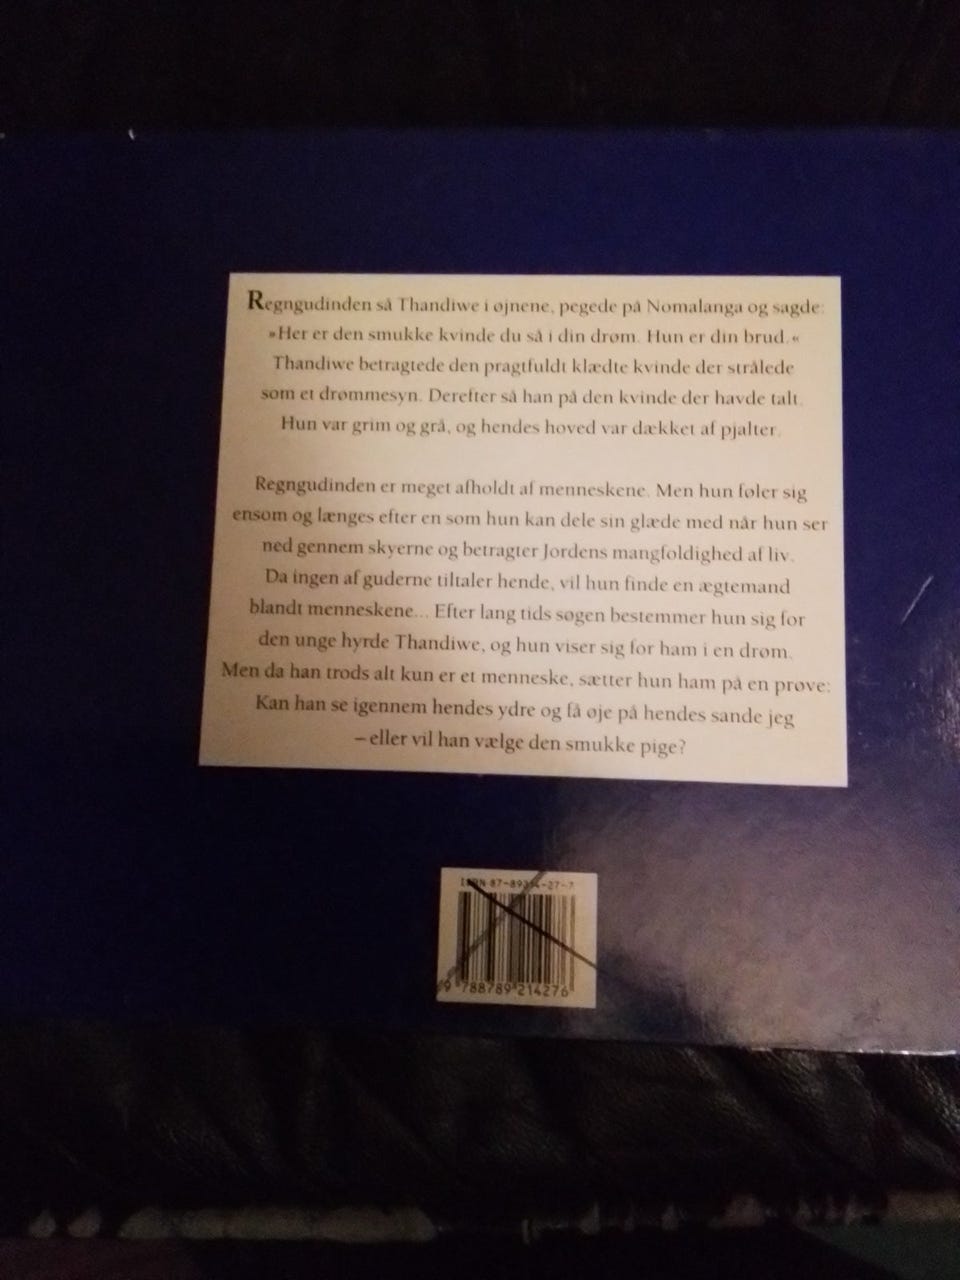 Regngudinden så Thandiwe i øjnene, pegede på Nomalanga og sagde:
»Her er den smukke kvinde du så i din drøm. Hun er din brud.«
Thandiwe betragtede den pragtfuldt klædte kvinde der strålede
som et drømmesyn. Derefter så han på den kvinde der havde talt.
Hun var grim og grå, og hendes hoved var dækket af pjalter.
Regngudinden er meget afholdt af menneskene. Men hun føler sig
ensom og længes efter en som hun kan dele sin glæde med når hun ser
ned gennem skyerne og betragter Jordens mangfoldighed af liv.
Da ingen af guderne tiltaler hende, vil hun finde en ægtemand
blandt menneskene... Efter lang tids søgen bestemmer hun sig for
den unge hyrde Thandiwe, og hun viser sig for ham i en drøm.
Men da han trods alt kun er et menneske, sætter hun ham på en prøve:
Kan han se igennem hendes ydre og få øje på hendes sande jeg
– eller vil han vælge den smukke pige?
ISBN
9 788789 214276